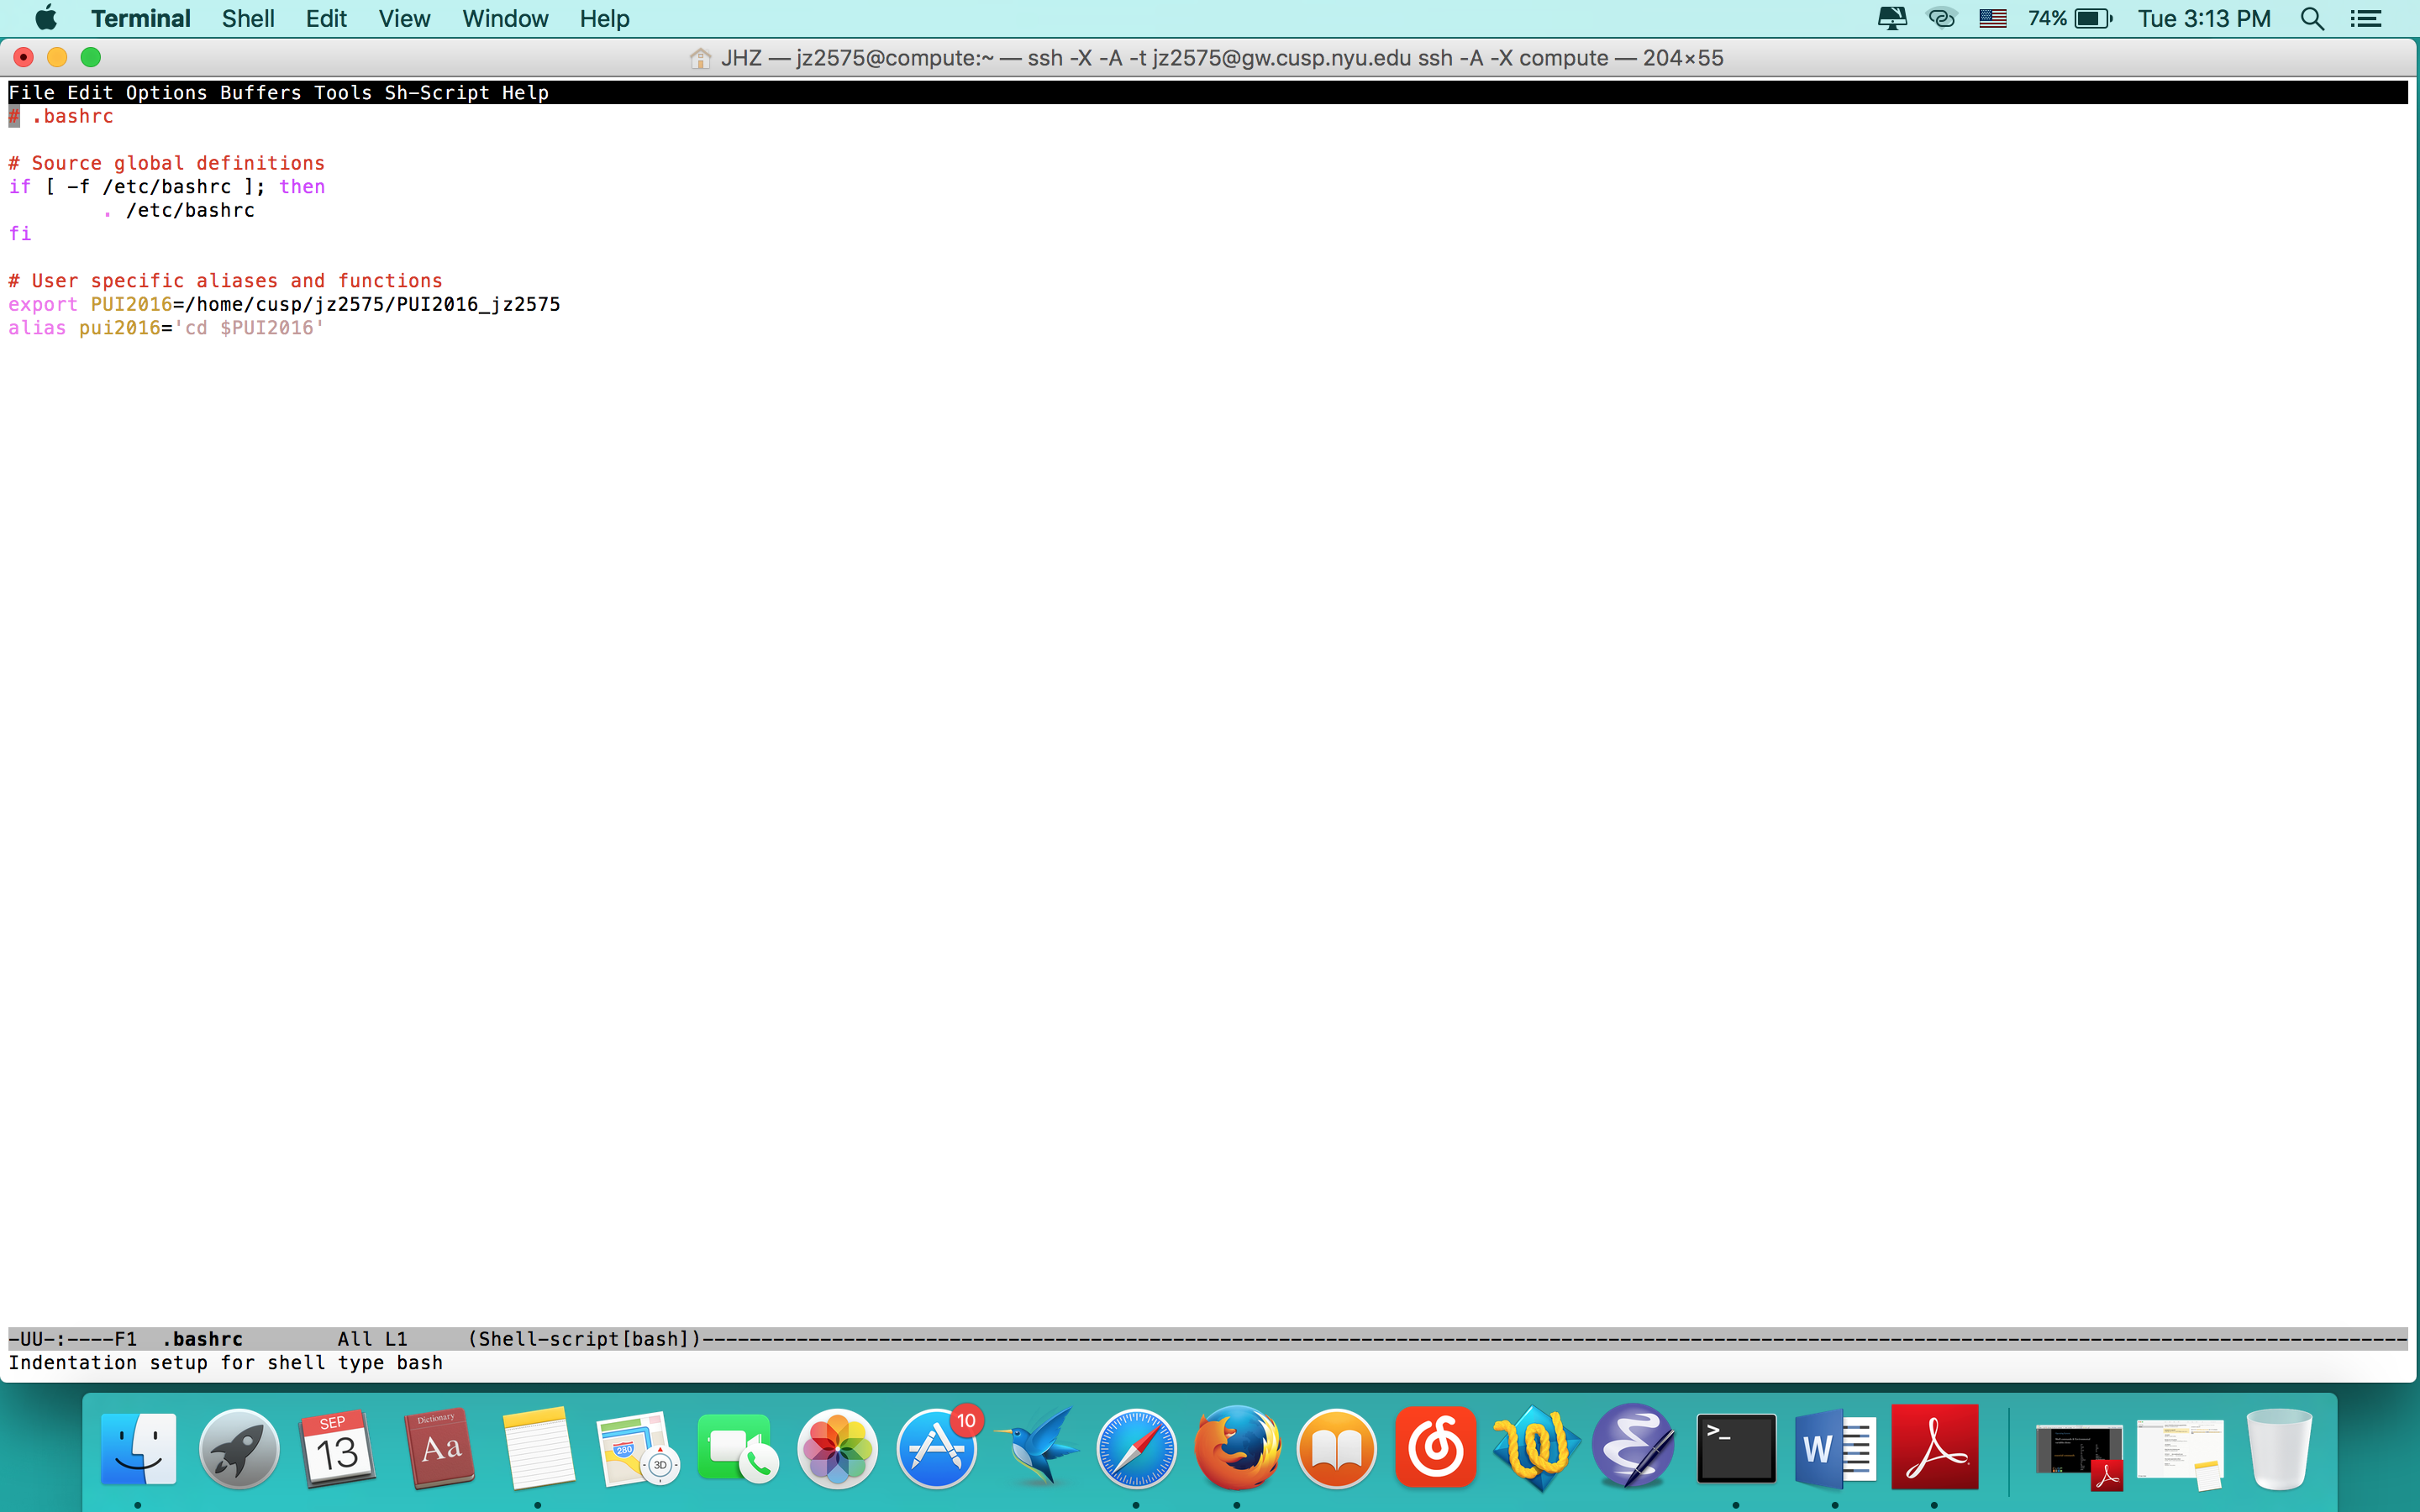 Terminal Shell Edit View Window Help 74% Tue 3:13 PM
JHZ — jz2575@compute:~ — ssh -X -A -t jz2575@gw.cusp.nyu.edu ssh -A -X compute — 204×55
File Edit Options Buffers Tools Sh-Script Help
# .bashrc
# Source global definitions
if [ -f /etc/bashrc ]; then
. /etc/bashrc
fi
# User specific aliases and functions
export PUI2016=/home/cusp/jz2575/PUI2016_jz2575
alias pui2016='cd $PUI2016'
-UU-:----F1 .bashrc All L1 (Shell-script[bash])--------------------------------------------------------------------------------------------------------------------------------------------------
Indentation setup for shell type bash
SEP
13
Dictionary
Aa
280
3D
10
>_
W